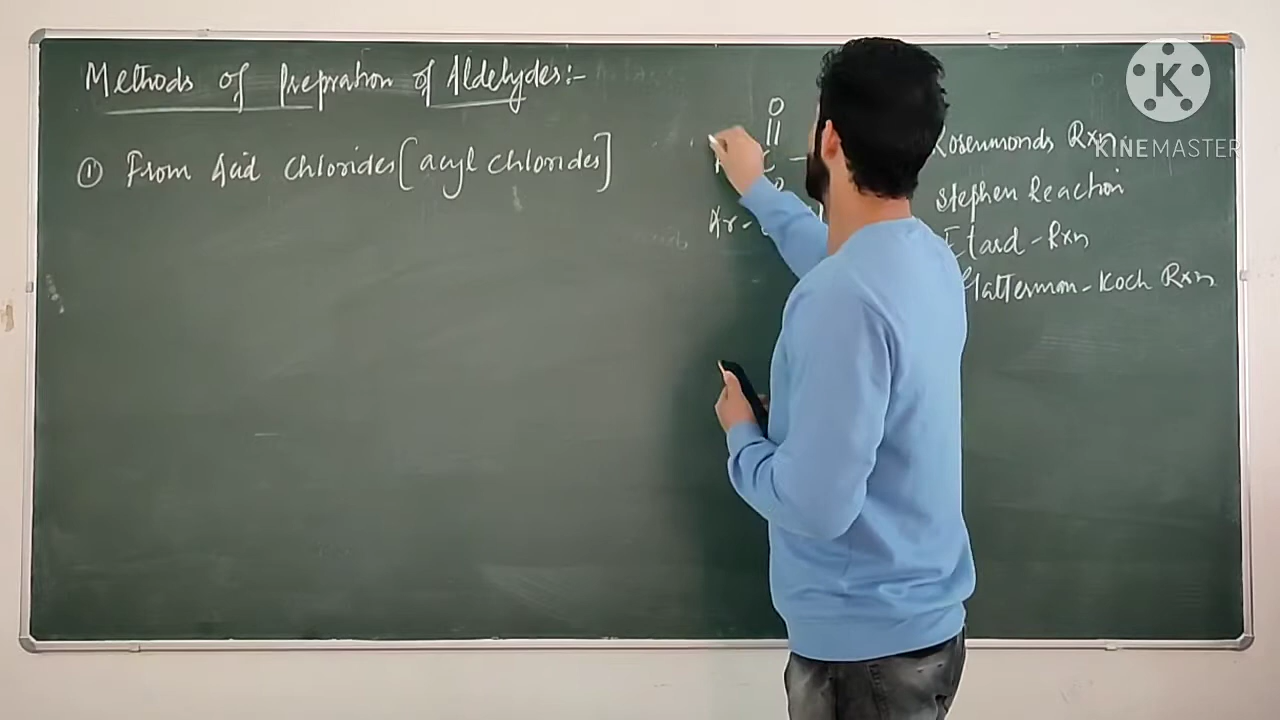 Methods of Prepration of Aldehydes:-
① From Acid Chlorides [acyl chlorides]
O
||
C -
Ar -
Rosenmonds Rxn.
Stephen Reaction
Etard - Rxn
Gattermon - Koch Rxn
K
KINEMASTER